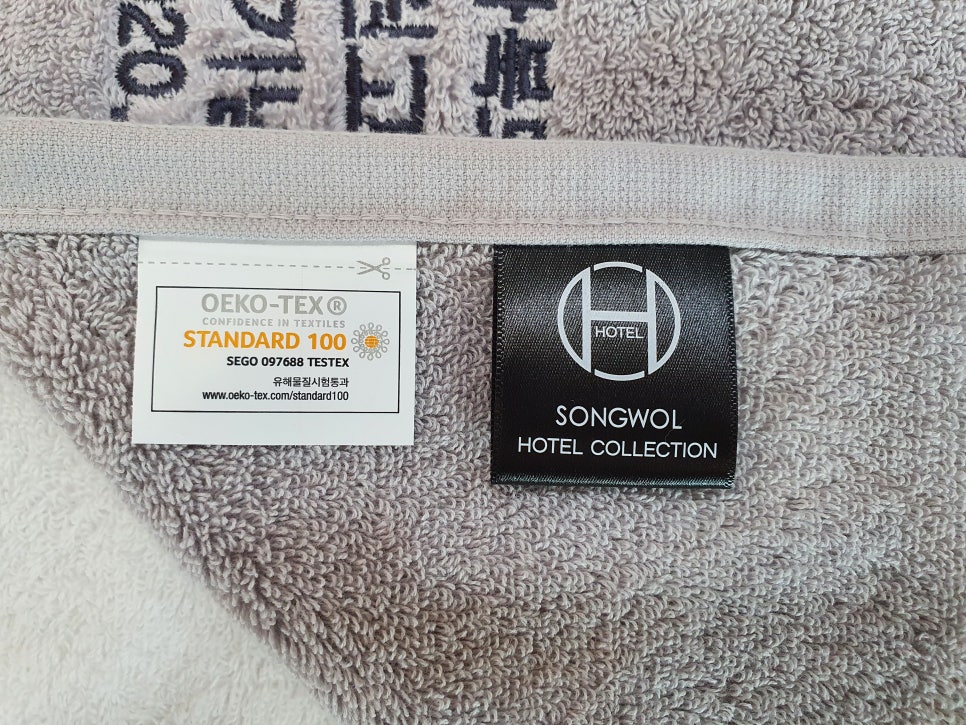 20.
OEKO-TEX®
CONFIDENCE IN TEXTILES
STANDARD 100
SEGO 097688 TESTEX
유해물질시험통과
www.oeko-tex.com/standard100
H
HOTEL
SONGWOL
HOTEL COLLECTION